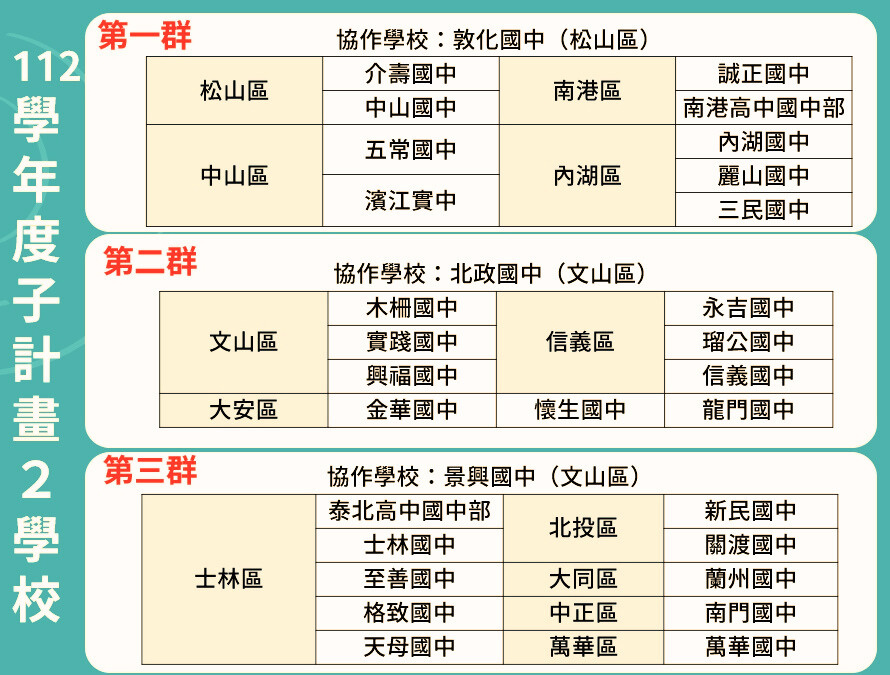 112學年度子計畫2學校
第一群
協作學校：敦化國中（松山區）
松山區 介壽國中 南港區 誠正國中
中山國中 南港高中國中部
中山區 五常國中 內湖區 內湖國中
麗山國中
濱江實中 三民國中
第二群
協作學校：北政國中（文山區）
文山區 木柵國中 信義區 永吉國中
實踐國中 瑠公國中
興福國中 信義國中
大安區 金華國中 懷生國中 龍門國中
第三群
協作學校：景興國中（文山區）
士林區 泰北高中國中部 北投區 新民國中
士林國中 關渡國中
至善國中 大同區 蘭州國中
格致國中 中正區 南門國中
天母國中 萬華區 萬華國中